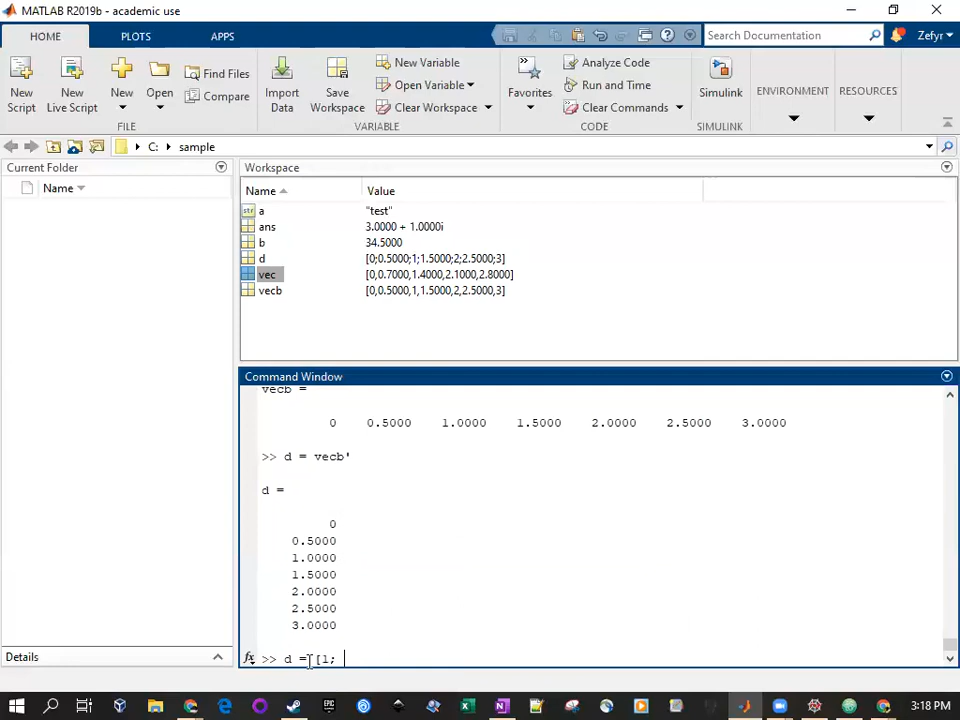 MATLAB R2019b - academic use
HOME PLOTS APPS Search Documentation Zefyr
New Script New Live Script New Open Find Files Compare Import Data Save Workspace New Variable Open Variable Clear Workspace Favorites Analyze Code Run and Time Clear Commands Simulink ENVIRONMENT RESOURCES
FILE VARIABLE CODE SIMULINK
C: sample
Current Folder
Name
Workspace
Name Value
a "test"
ans 3.0000 + 1.0000i
b 34.5000
d [0;0.5000;1;1.5000;2;2.5000;3]
vec [0,0.7000,1.4000,2.1000,2.8000]
vecb [0,0.5000,1,1.5000,2,2.5000,3]
Command Window
vecb =
0 0.5000 1.0000 1.5000 2.0000 2.5000 3.0000
>> d = vecb'
d =
0
0.5000
1.0000
1.5000
2.0000
2.5000
3.0000
fx >> d = [1;
Details
3:18 PM